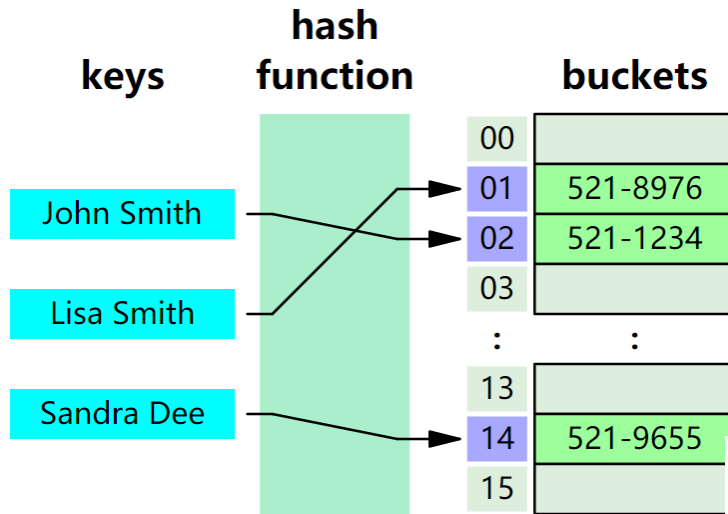 keys
hash
function
buckets
John Smith
Lisa Smith
Sandra Dee
00
01 521-8976
02 521-1234
03
: :
13
14 521-9655
15